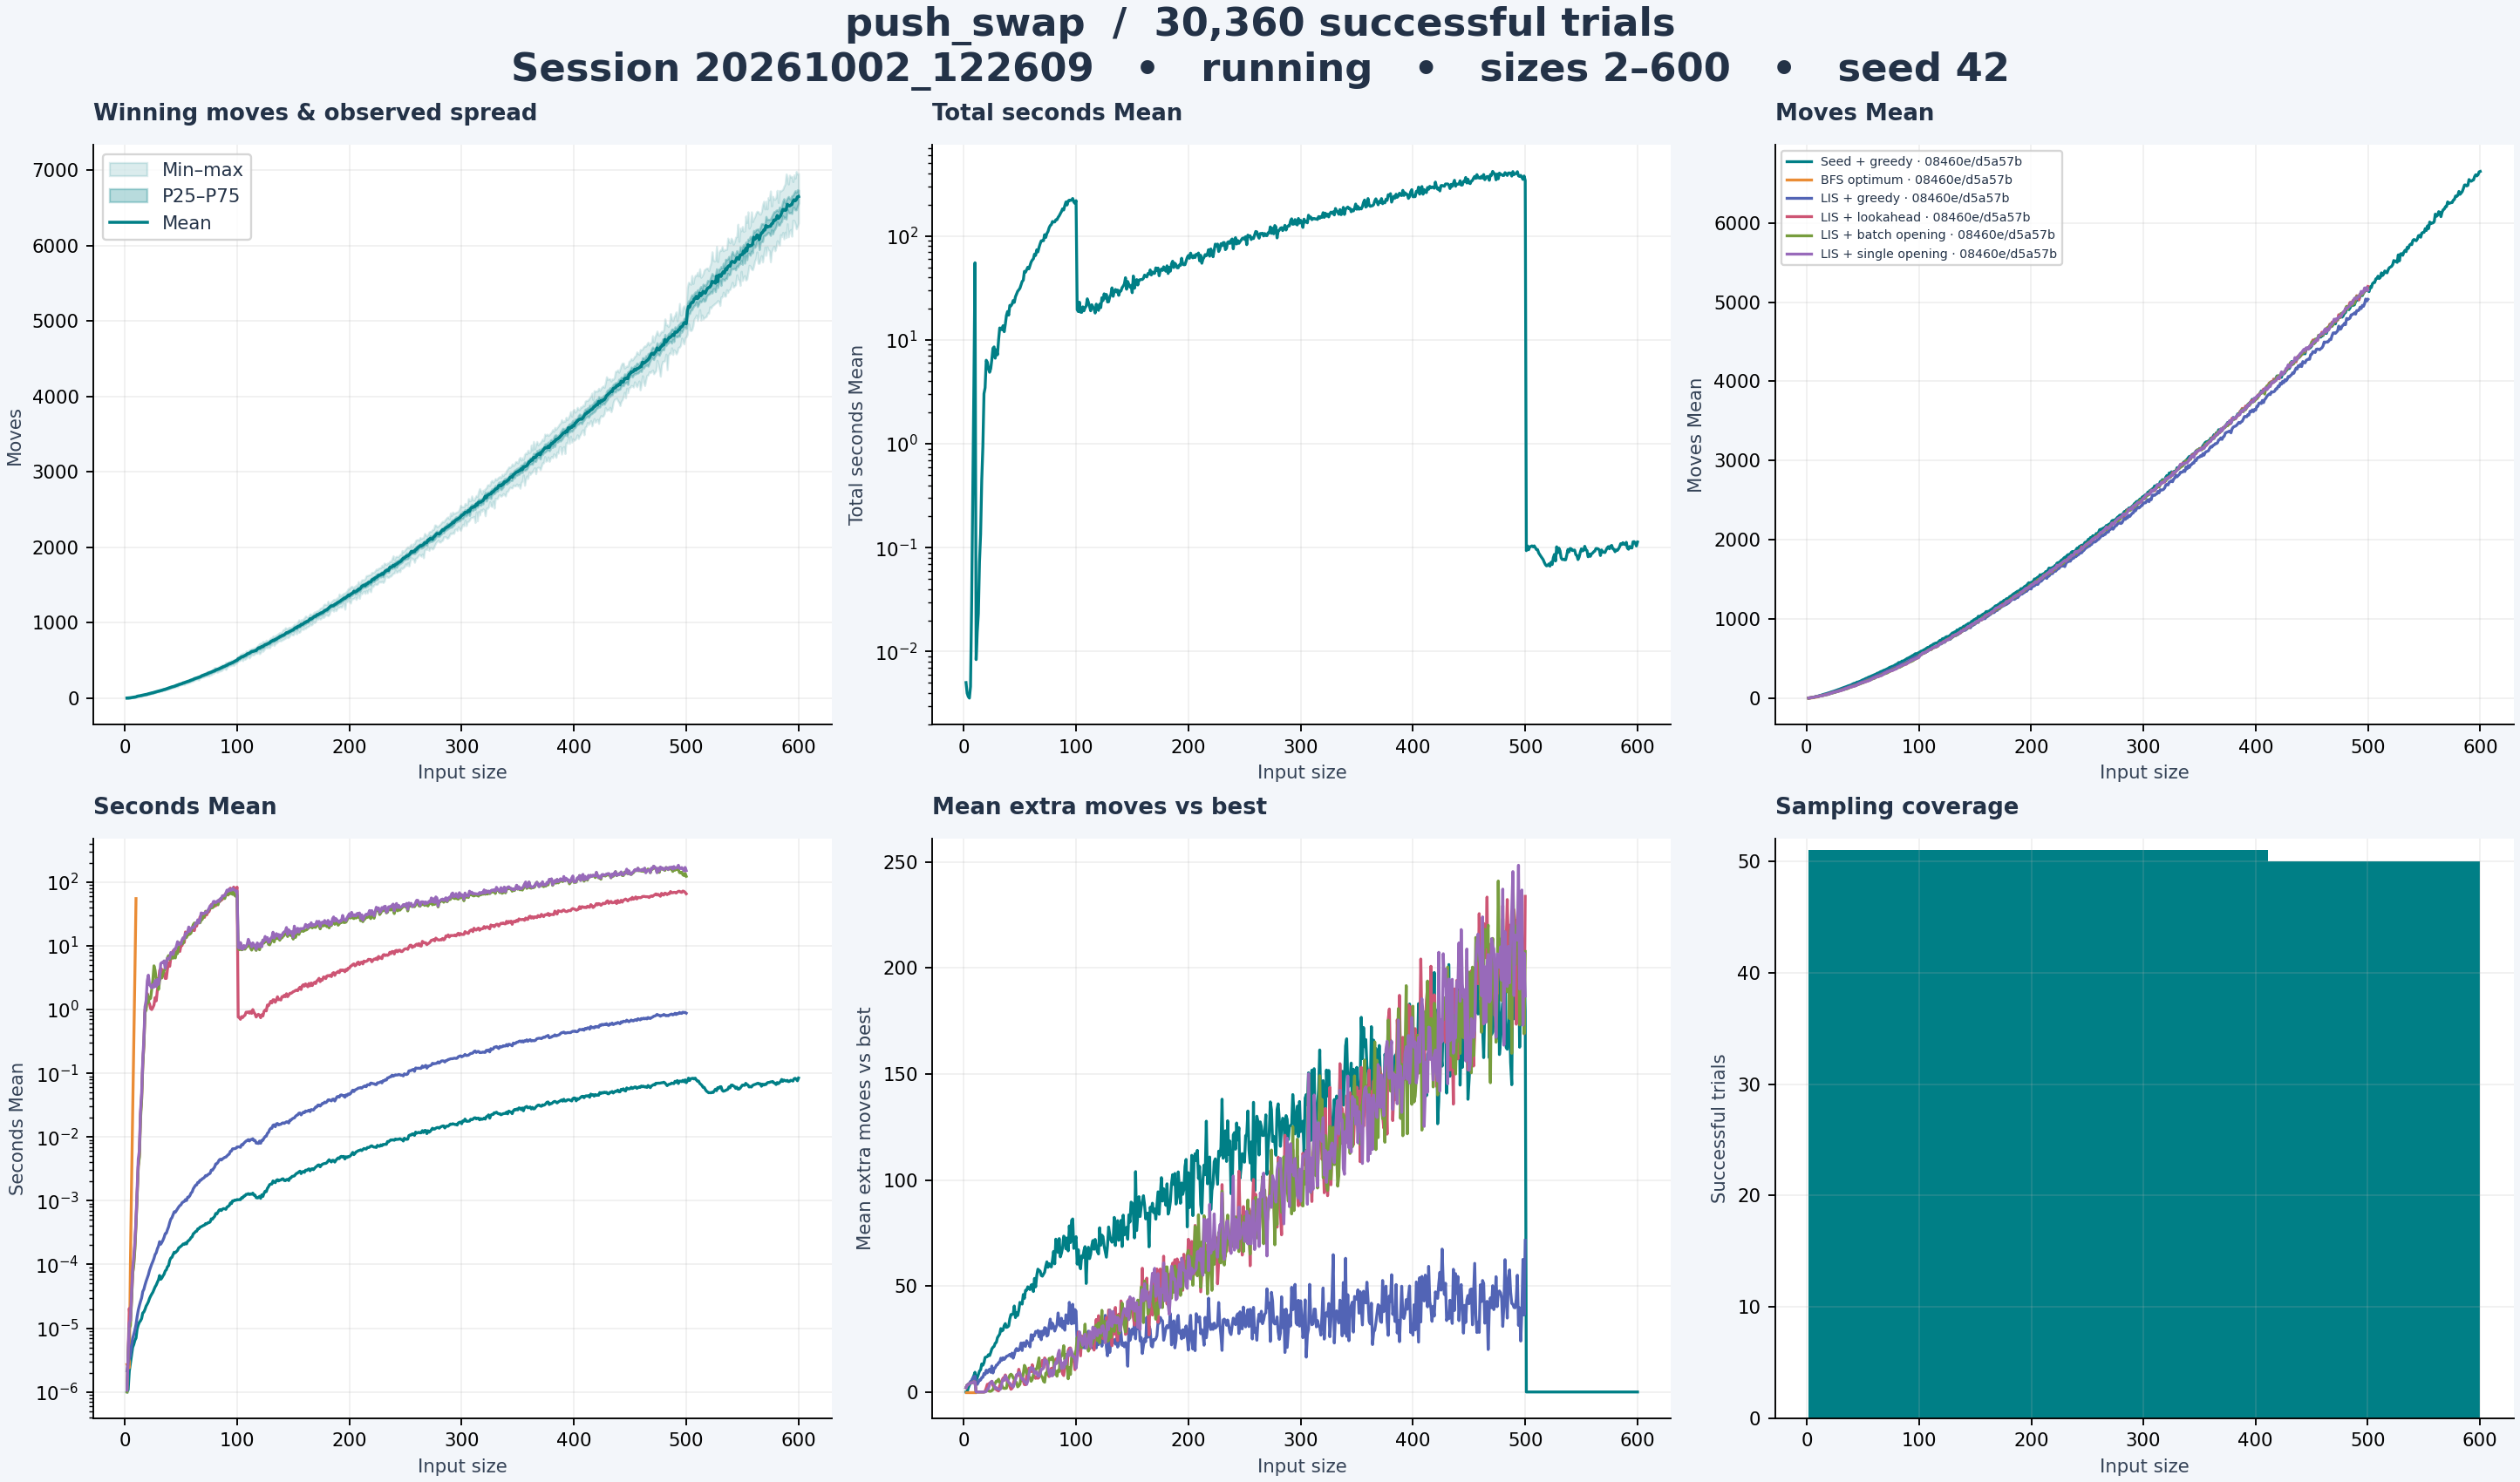 push_swap / 30,360 successful trials
Session 20261002_122609 • running • sizes 2–600 • seed 42
Winning moves & observed spread
Min–max
P25–P75
Mean
Moves
7000
6000
5000
4000
3000
2000
1000
0
0 100 200 300 400 500 600
Input size
Total seconds Mean
Total seconds Mean
10²
10¹
10⁰
10⁻¹
10⁻²
0 100 200 300 400 500 600
Input size
Moves Mean
Seed + greedy · 08460e/d5a57b
BFS optimum · 08460e/d5a57b
LIS + greedy · 08460e/d5a57b
LIS + lookahead · 08460e/d5a57b
LIS + batch opening · 08460e/d5a57b
LIS + single opening · 08460e/d5a57b
Moves Mean
6000
5000
4000
3000
2000
1000
0
0 100 200 300 400 500 600
Input size
Seconds Mean
Seconds Mean
10²
10¹
10⁰
10⁻¹
10⁻²
10⁻³
10⁻⁴
10⁻⁵
10⁻⁶
0 100 200 300 400 500 600
Input size
Mean extra moves vs best
Mean extra moves vs best
250
200
150
100
50
0
0 100 200 300 400 500 600
Input size
Sampling coverage
Successful trials
50
40
30
20
10
0
0 100 200 300 400 500 600
Input size